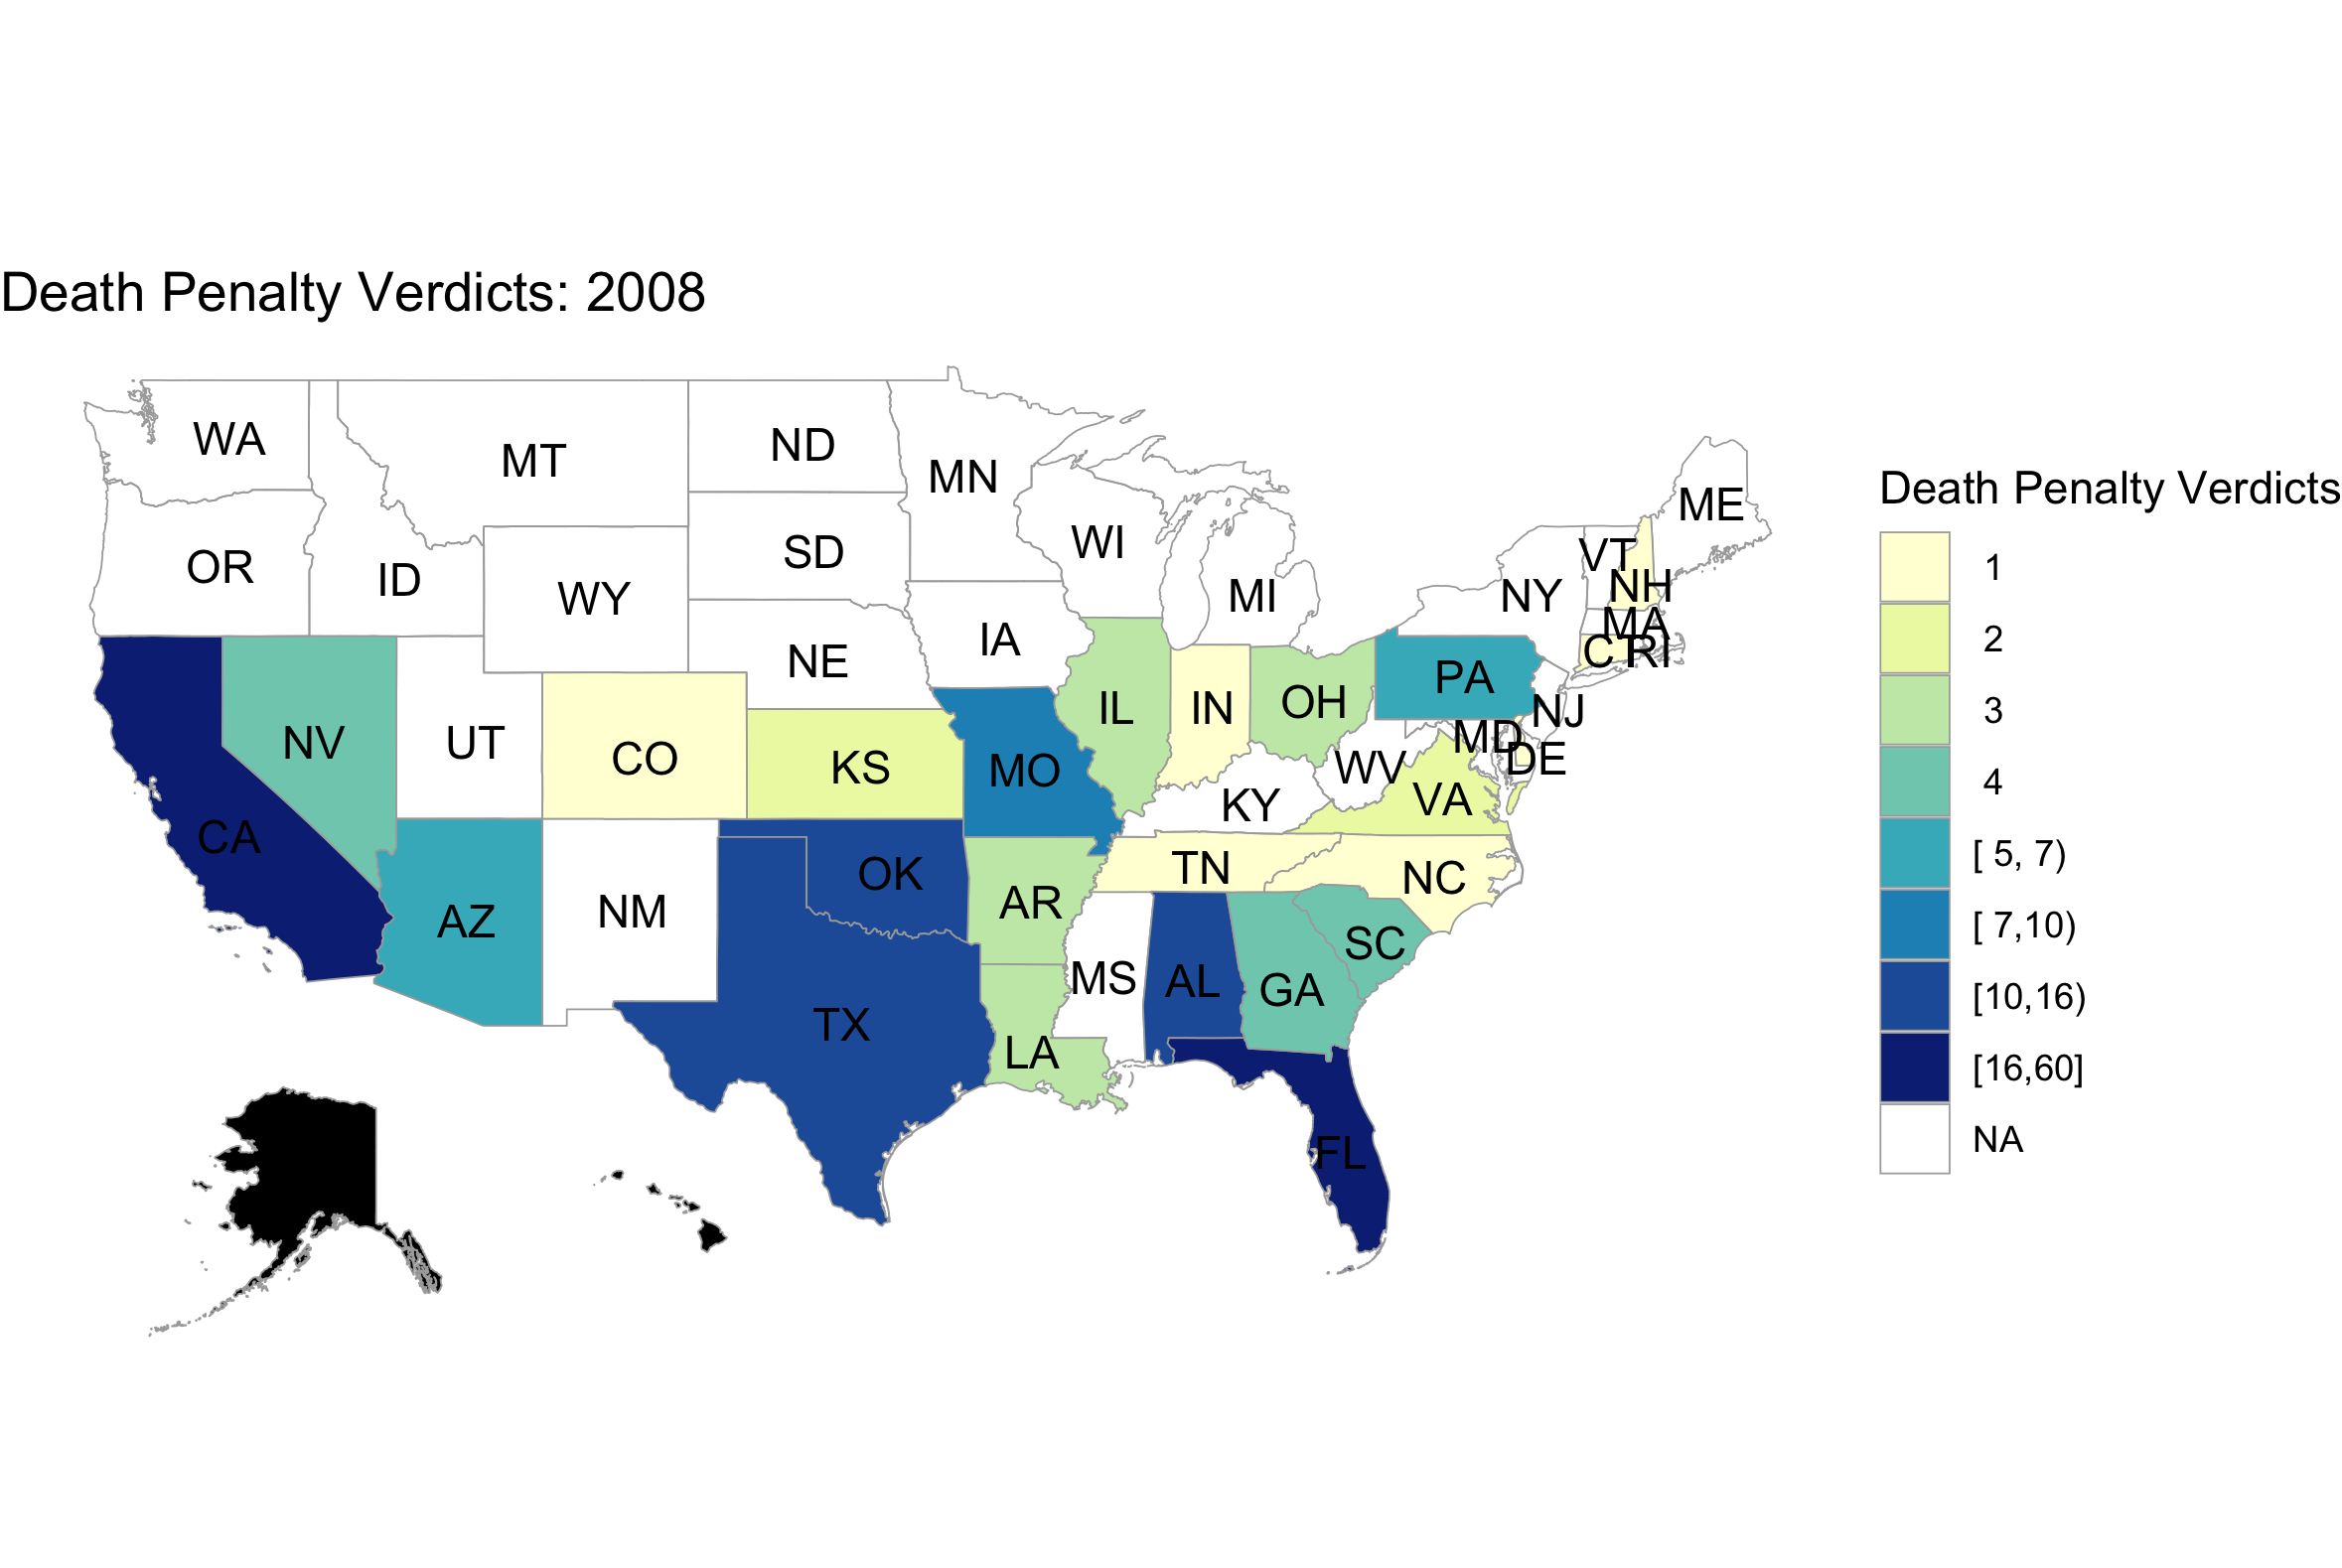 Death Penalty Verdicts: 2008
WA
MT
ND
MN
ME
OR
ID
WY
SD
WI
MI
NY
VT
NH
MA
CT
RI
NE
IA
PA
NJ
NV
UT
CO
KS
MO
IL
IN
OH
MD
DE
WV
VA
KY
CA
AZ
NM
OK
AR
TN
NC
SC
TX
LA
MS
AL
GA
FL
Death Penalty Verdicts
1
2
3
4
[ 5, 7)
[ 7,10)
[10,16)
[16,60]
NA